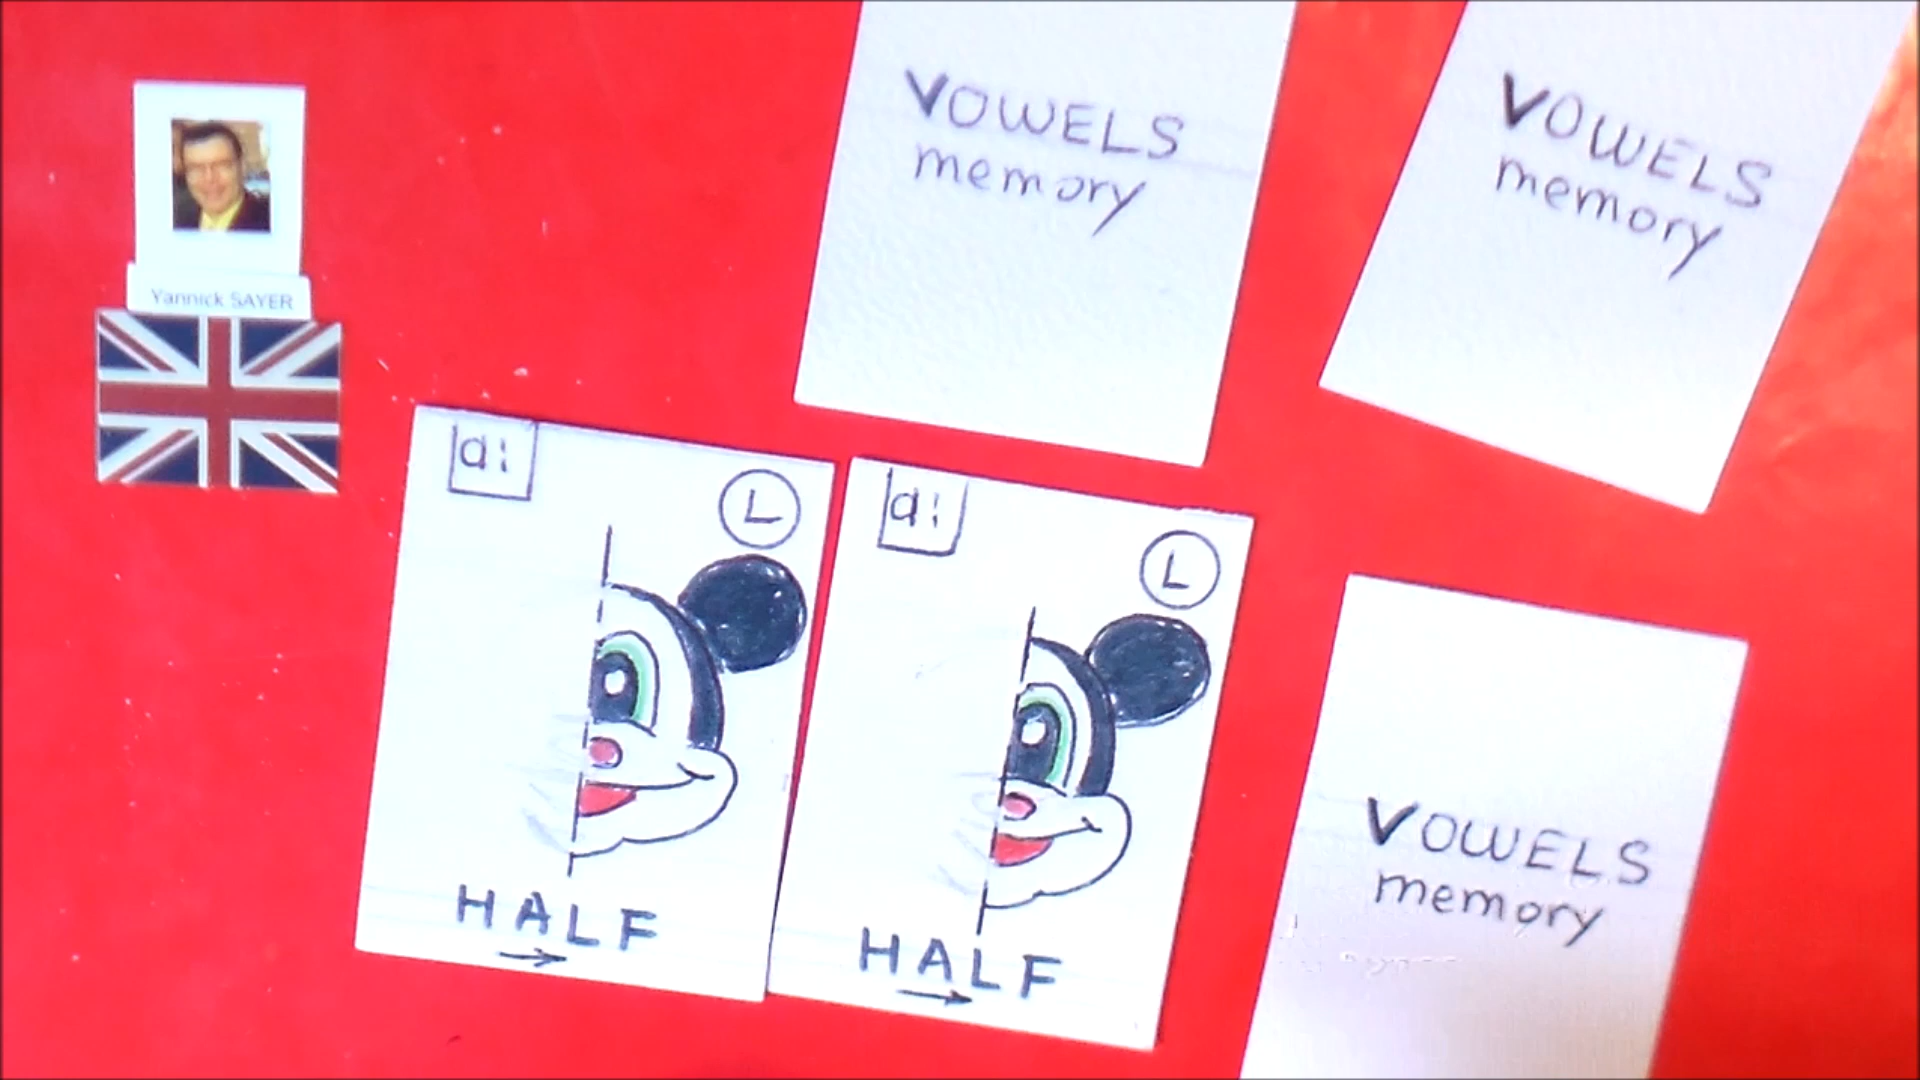 Yannick SAYER
VOWELS
memory
VOWELS
memory
a:
L
HALF
a:
L
HALF
VOWELS
memory